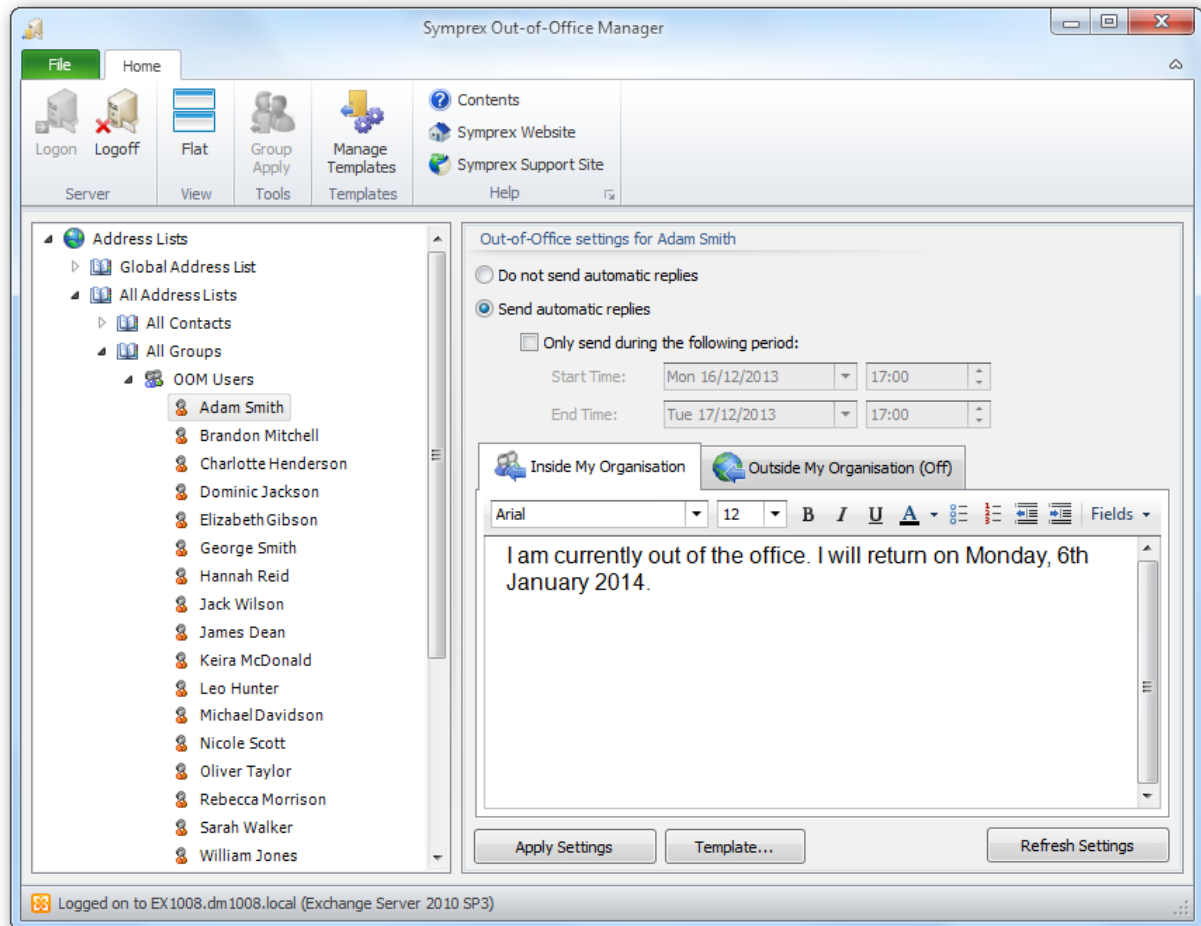 Symprex Out-of-Office Manager
File
Home
Logon
Logoff
Server
Flat
View
Group
Apply
Tools
Manage
Templates
Templates
Contents
Symprex Website
Symprex Support Site
Help
Address Lists
Global Address List
All Address Lists
All Contacts
All Groups
OOM Users
Adam Smith
Brandon Mitchell
Charlotte Henderson
Dominic Jackson
Elizabeth Gibson
George Smith
Hannah Reid
Jack Wilson
James Dean
Keira McDonald
Leo Hunter
Michael Davidson
Nicole Scott
Oliver Taylor
Rebecca Morrison
Sarah Walker
William Jones
Out-of-Office settings for Adam Smith
Do not send automatic replies
Send automatic replies
Only send during the following period:
Start Time: Mon 16/12/2013 17:00
End Time: Tue 17/12/2013 17:00
Inside My Organisation
Outside My Organisation (Off)
Arial 12 B I U A Fields
I am currently out of the office. I will return on Monday, 6th
January 2014.
Apply Settings
Template...
Refresh Settings
Logged on to EX1008.dm1008.local (Exchange Server 2010 SP3)